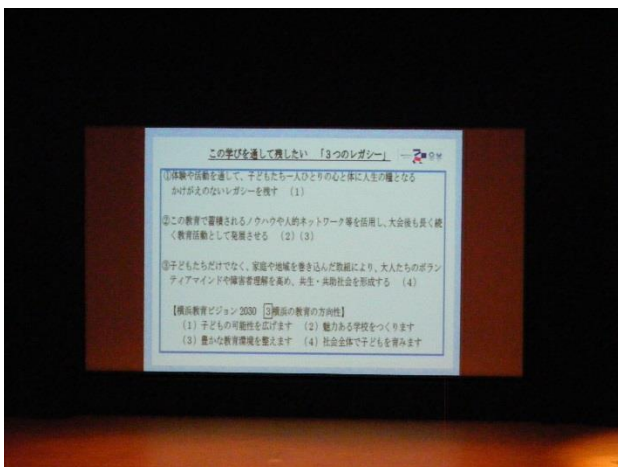 この学びを通して残したい 「3つのレガシー」
①体験や活動を通して、子どもたち一人ひとりの心と体に人生の糧となる
かけがえのないレガシーを残す (1)
②この教育で蓄積されるノウハウや人的ネットワーク等を活用し、大会後も長く続
く教育活動として発展させる (2)(3)
③子どもたちだけでなく、家庭や地域を巻き込んだ取組により、大人たちのボラン
ティアマインドや障害者理解を高め、共生・共助社会を形成する (4)
【横浜教育ビジョン2030 3横浜の教育の方向性】
(1) 子どもの可能性を広げます (2) 魅力ある学校をつくります
(3) 豊かな教育環境を整えます (4) 社会全体で子どもを育みます